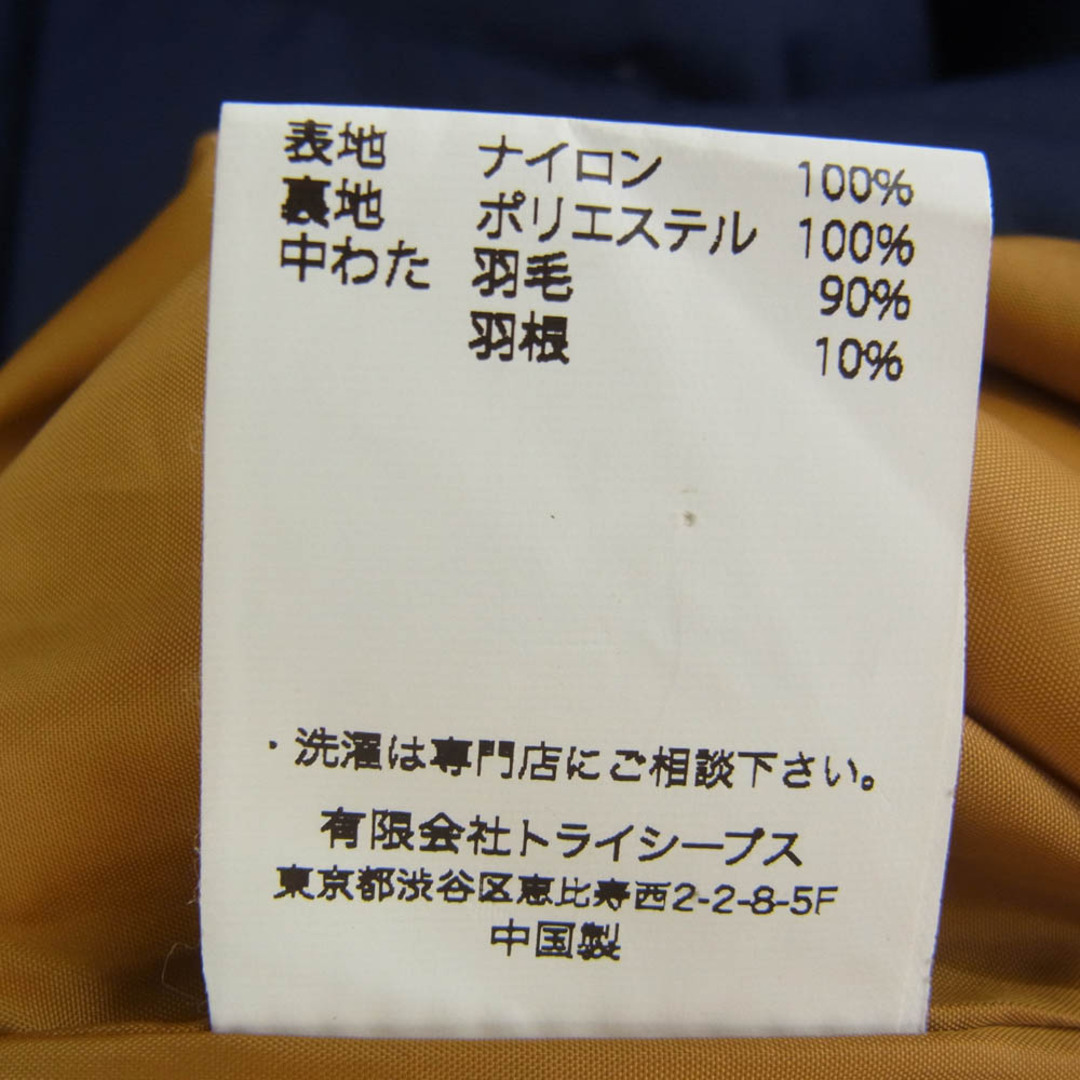 表地 ナイロン 100%
裏地 ポリエステル 100%
中わた 羽毛 90%
羽根 10%
・洗濯は専門店にご相談下さい。
有限会社トライシープス
東京都渋谷区恵比寿西2-2-8-5F
中国製